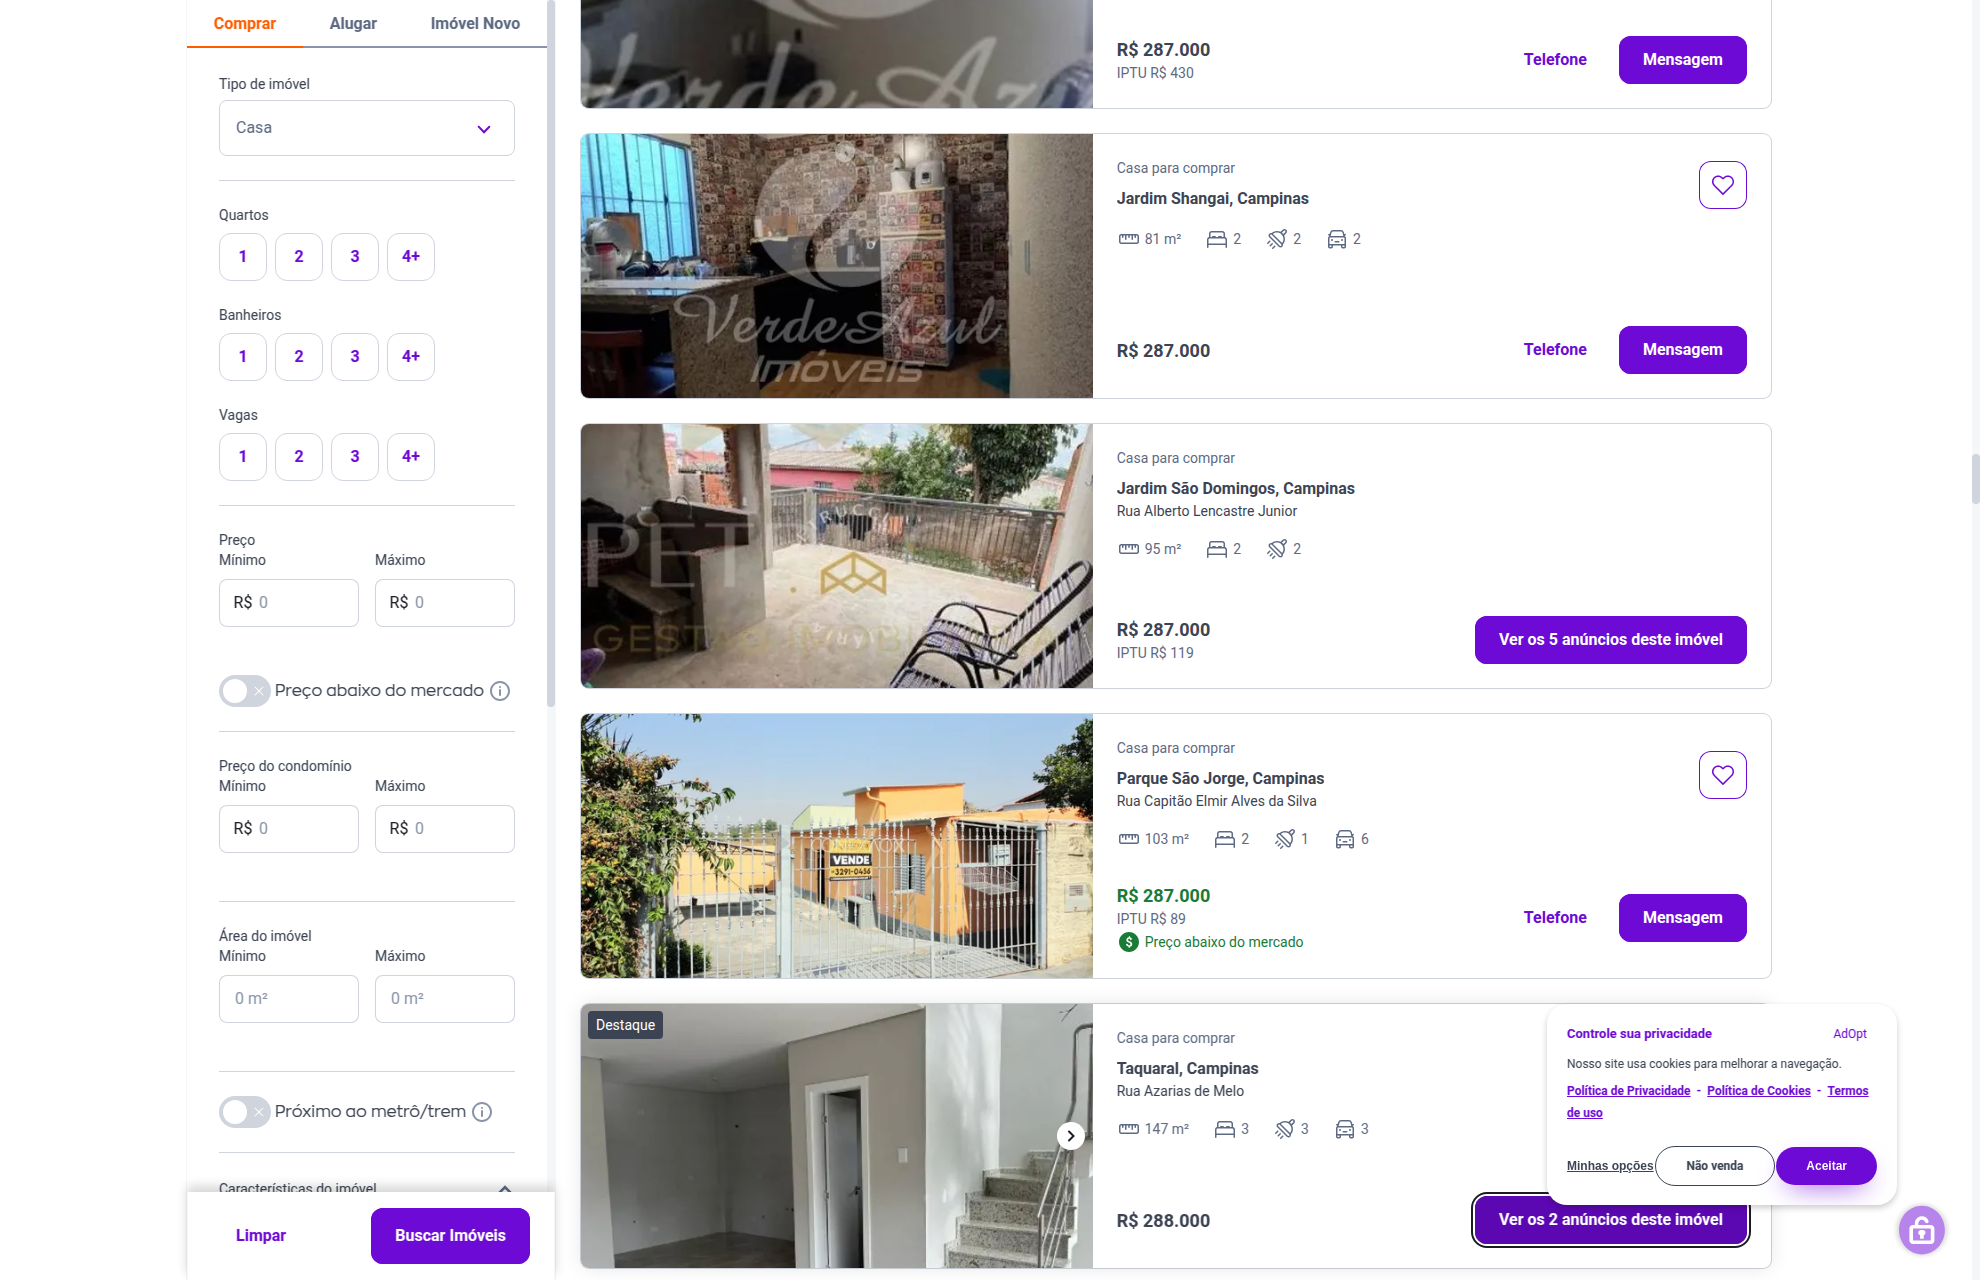 Comprar
Alugar
Imóvel Novo
Tipo de imóvel
Casa
Quartos
1
2
3
4+
Banheiros
1
2
3
4+
Vagas
1
2
3
4+
Preço
Mínimo
Máximo
R$ 0
R$ 0
Preço abaixo do mercado
Preço do condomínio
Mínimo
Máximo
R$ 0
R$ 0
Área do imóvel
Mínimo
Máximo
0 m²
0 m²
Próximo ao metrô/trem
Características do imóvel
Limpar
Buscar Imóveis
Verde Azul
R$ 287.000
IPTU R$ 430
Telefone
Mensagem
Verde Azul
Imóveis
Casa para comprar
Jardim Shangai, Campinas
81 m²
2
2
2
R$ 287.000
Telefone
Mensagem
Casa para comprar
Jardim São Domingos, Campinas
Rua Alberto Lencastre Junior
95 m²
2
2
R$ 287.000
IPTU R$ 119
Ver os 5 anúncios deste imóvel
VENDE
3291-0456
Casa para comprar
Parque São Jorge, Campinas
Rua Capitão Elmir Alves da Silva
103 m²
2
1
6
R$ 287.000
IPTU R$ 89
Preço abaixo do mercado
Telefone
Mensagem
Destaque
Casa para comprar
Taquaral, Campinas
Rua Azarias de Melo
147 m²
3
3
3
R$ 288.000
Ver os 2 anúncios deste imóvel
Controle sua privacidade
AdOpt
Nosso site usa cookies para melhorar a navegação.
Política de Privacidade - Política de Cookies - Termos
de uso
Minhas opções
Não venda
Aceitar